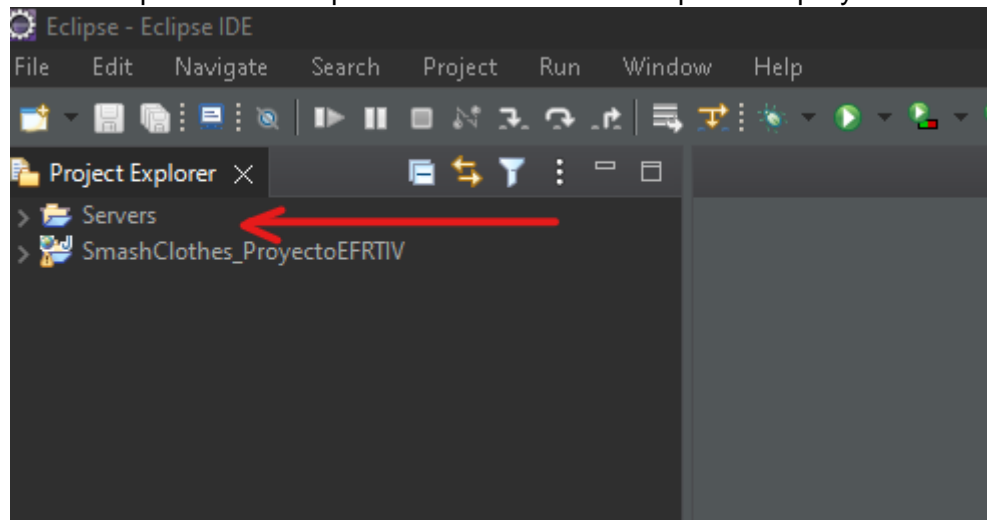 Eclipse - Eclipse IDE
File Edit Navigate Search Project Run Window Help
Project Explorer
Servers
SmashClothes_ProyectoEFRTIV